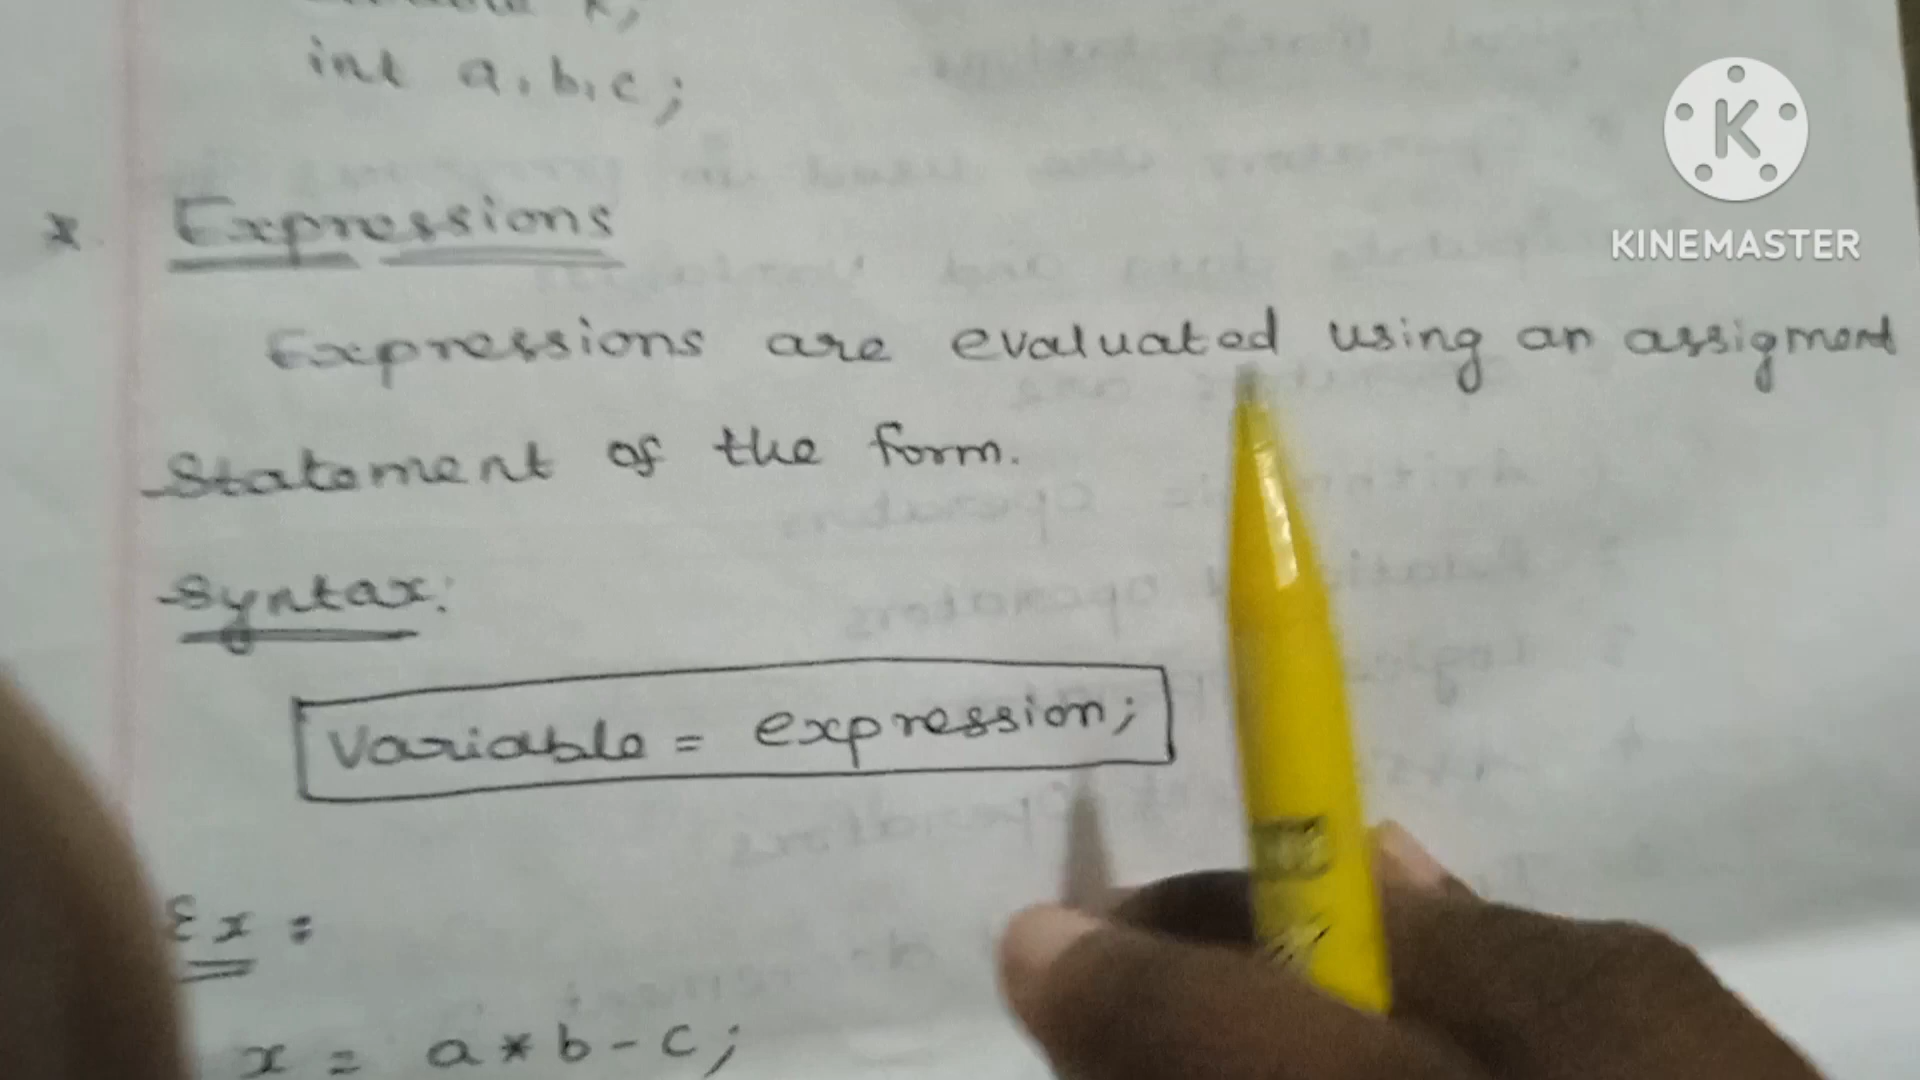 int a, b, c;
* Expressions
Expressions are evaluated using an assigment
Statement of the form.
Syntax:
Variable = expression;
Ex:
x = a * b - c;
K
KINEMASTER